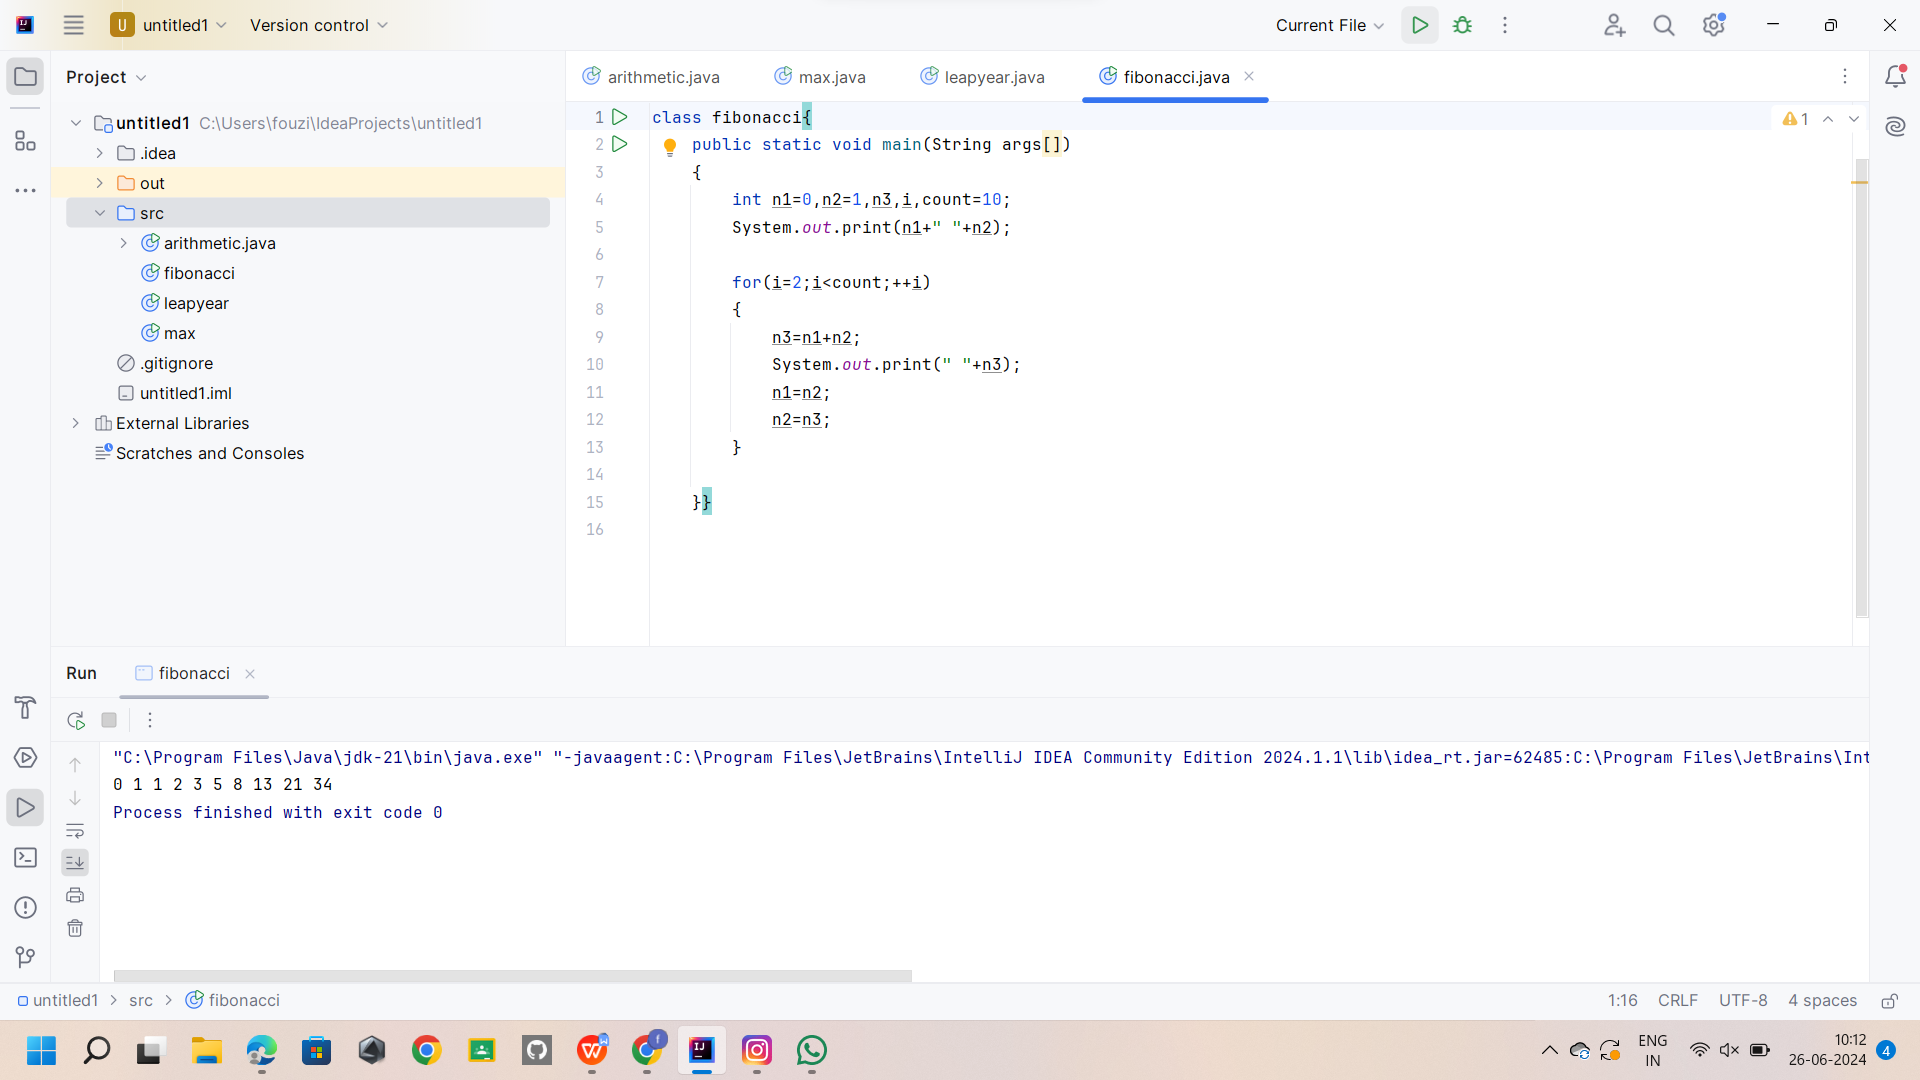 U untitled1 Version control Current File
Project
untitled1 C:\Users\fouzi\IdeaProjects\untitled1
.idea
out
src
arithmetic.java
fibonacci
leapyear
max
.gitignore
untitled1.iml
External Libraries
Scratches and Consoles
arithmetic.java max.java leapyear.java fibonacci.java
1
1 class fibonacci{
2 public static void main(String args[])
3 {
4 int n1=0,n2=1,n3,i,count=10;
5 System.out.print(n1+" "+n2);
6
7 for(i=2;i<count;++i)
8 {
9 n3=n1+n2;
10 System.out.print(" "+n3);
11 n1=n2;
12 n2=n3;
13 }
14
15 }}
16
Run fibonacci
"C:\Program Files\Java\jdk-21\bin\java.exe" "-javaagent:C:\Program Files\JetBrains\IntelliJ IDEA Community Edition 2024.1.1\lib\idea_rt.jar=62485:C:\Program Files\JetBrains\Int
0 1 1 2 3 5 8 13 21 34
Process finished with exit code 0
untitled1 > src > fibonacci 1:16 CRLF UTF-8 4 spaces
ENG
IN
10:12
26-06-2024
4